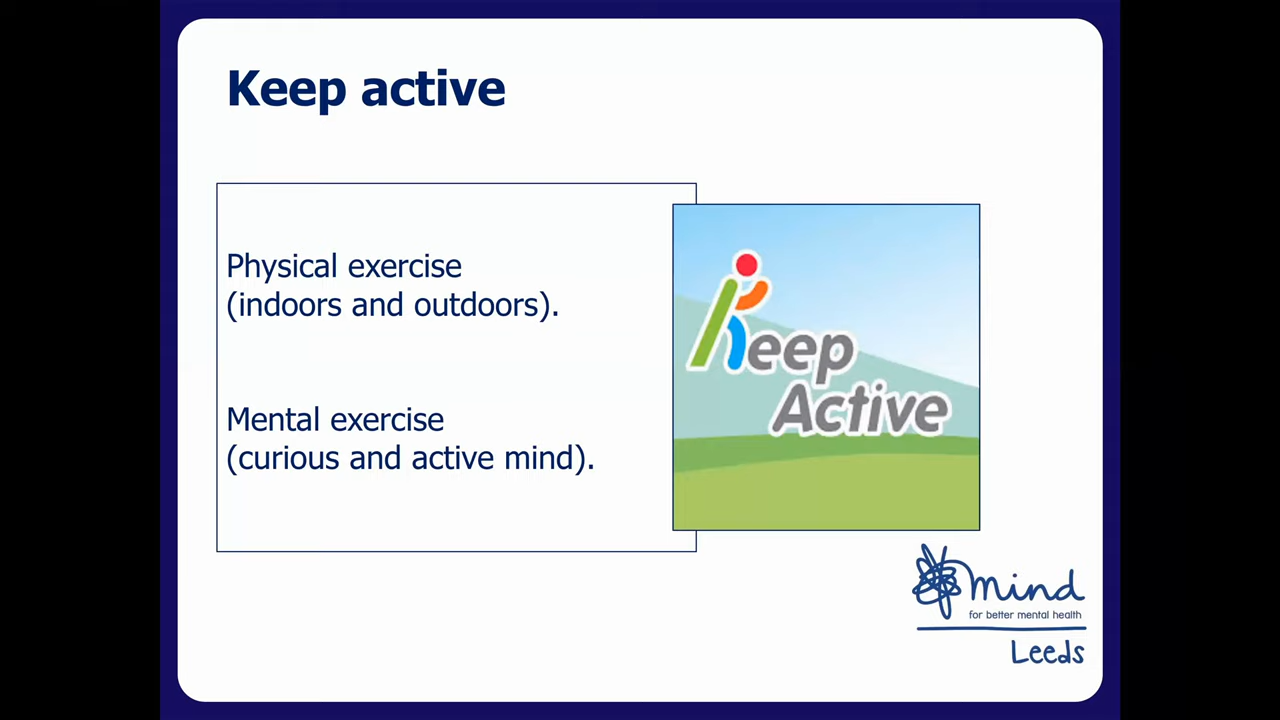 Keep active
Physical exercise
(indoors and outdoors).
Mental exercise
(curious and active mind).
Keep
Active
mind
for better mental health
Leeds